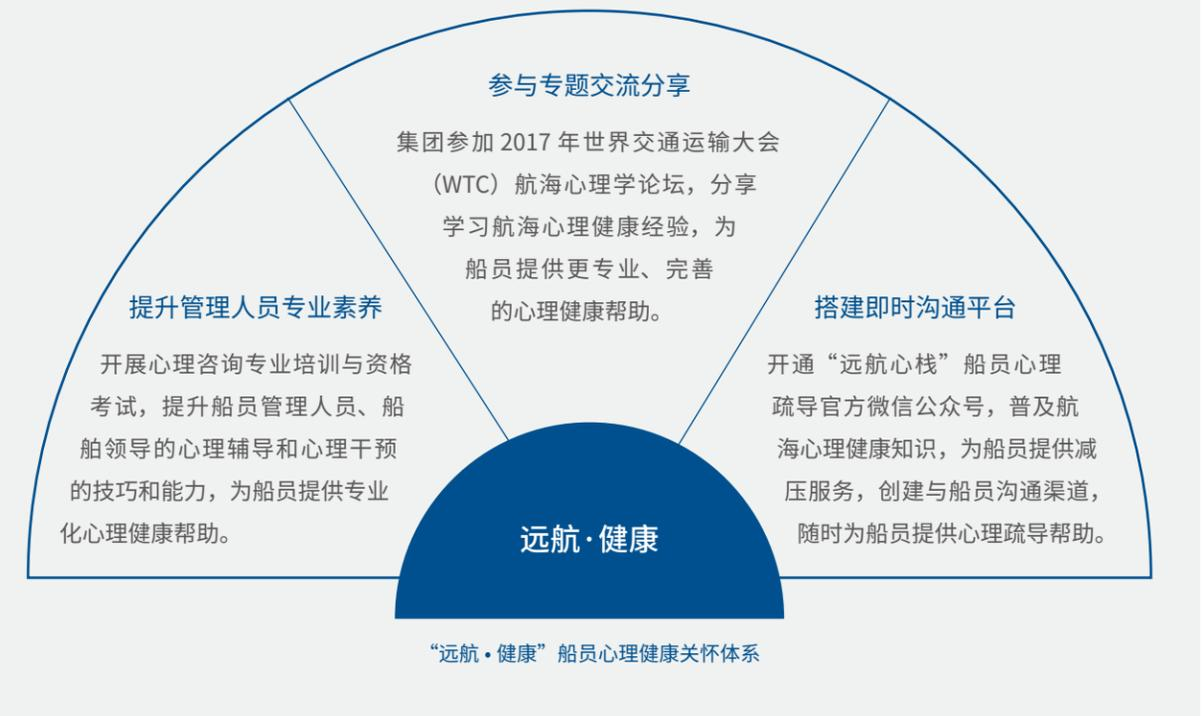 参与专题交流分享
集团参加 2017 年世界交通运输大会
（WTC）航海心理学论坛，分享
学习航海心理健康经验，为
船员提供更专业、完善
的心理健康帮助。
提升管理人员专业素养
开展心理咨询专业培训与资格
考试，提升船员管理人员、船
舶领导的心理辅导和心理干预
的技巧和能力，为船员提供专业
化心理健康帮助。
搭建即时沟通平台
开通“远航心栈”船员心理
疏导官方微信公众号，普及航
海心理健康知识，为船员提供减
压服务，创建与船员沟通渠道，
随时为船员提供心理疏导帮助。
远航·健康
“远航•健康”船员心理健康关怀体系